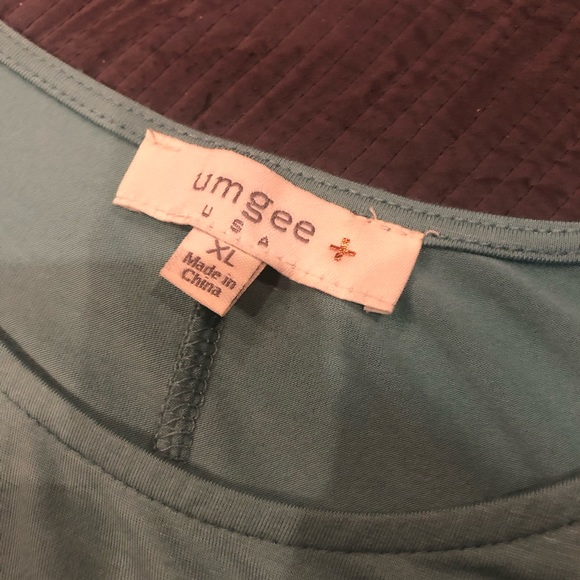 umgee +
USA
XL
Made in
China